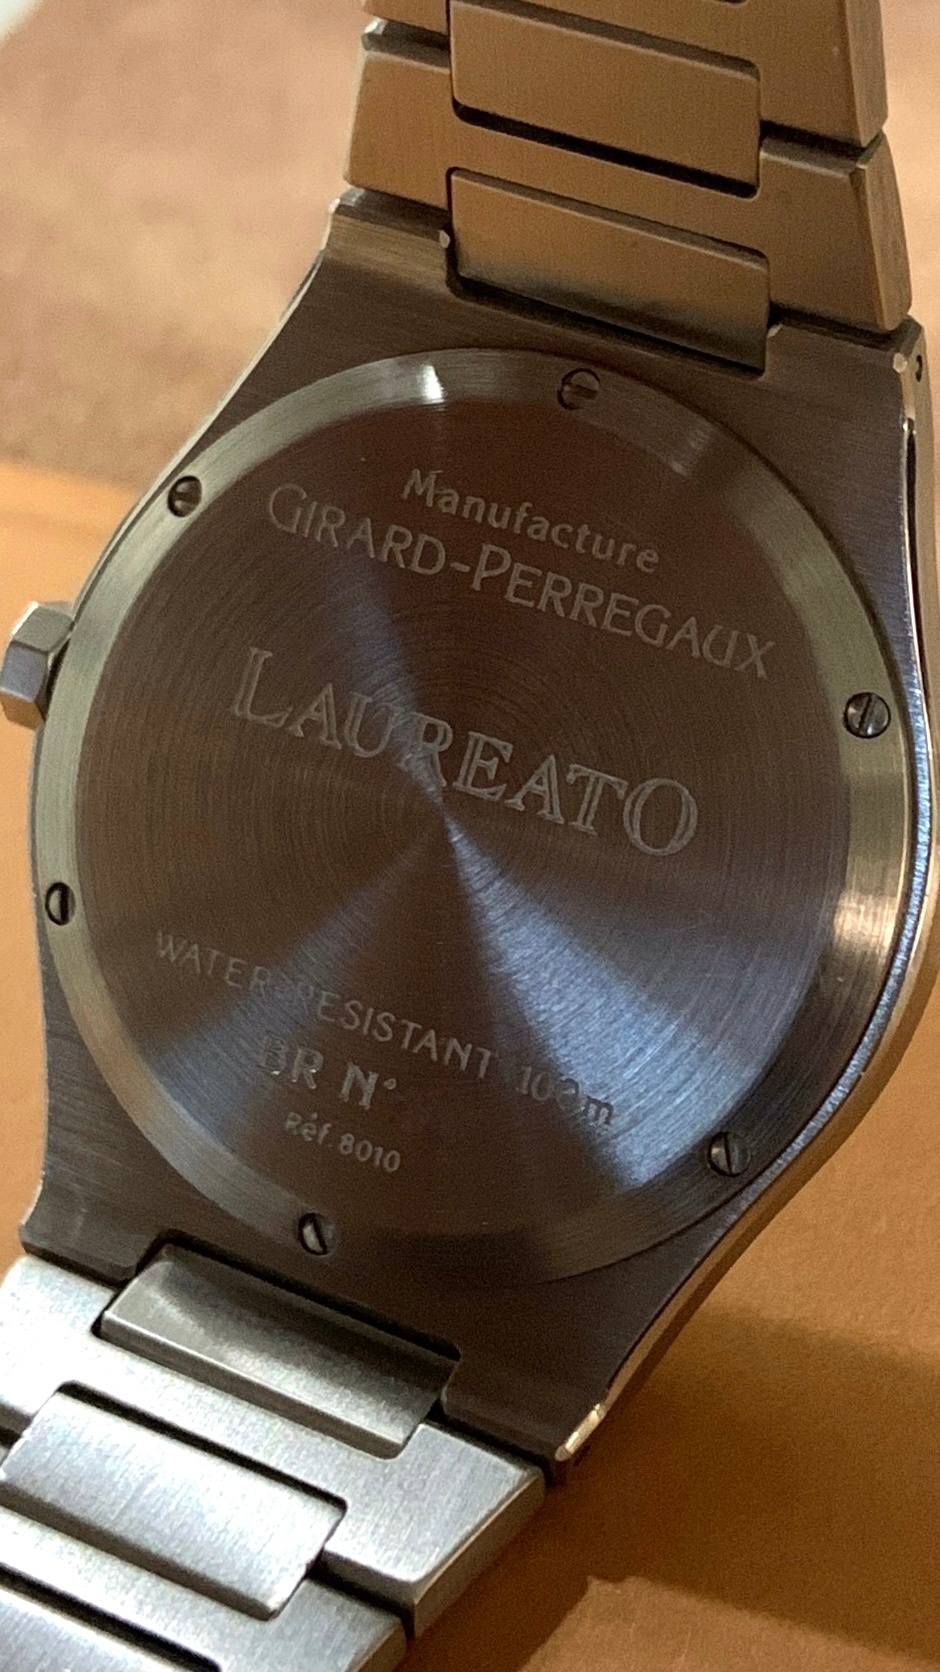 Manufacture
GIRARD-PERREGAUX
LAUREATO
WATER-RESISTANT 100m
BR N°
Réf. 8010